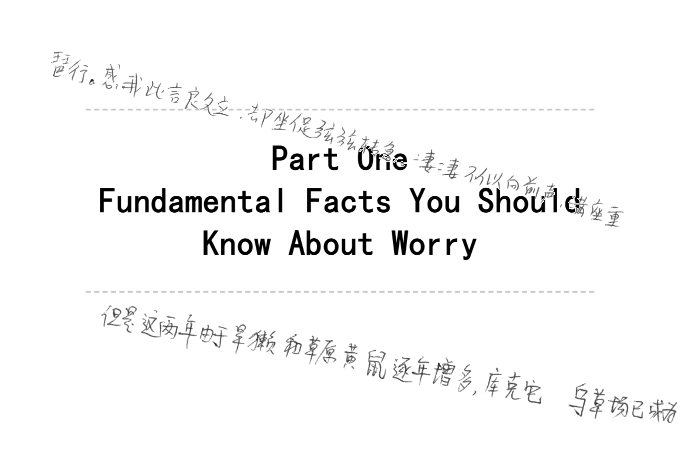 琶行。感我此言良久立,却坐促弦弦转急。凄凄不似向前声,满座重
Part One
Fundamental Facts You Should
Know About Worry
但是这两年由于旱獭和草原黄鼠逐年增多,库克它 乌草场已成为